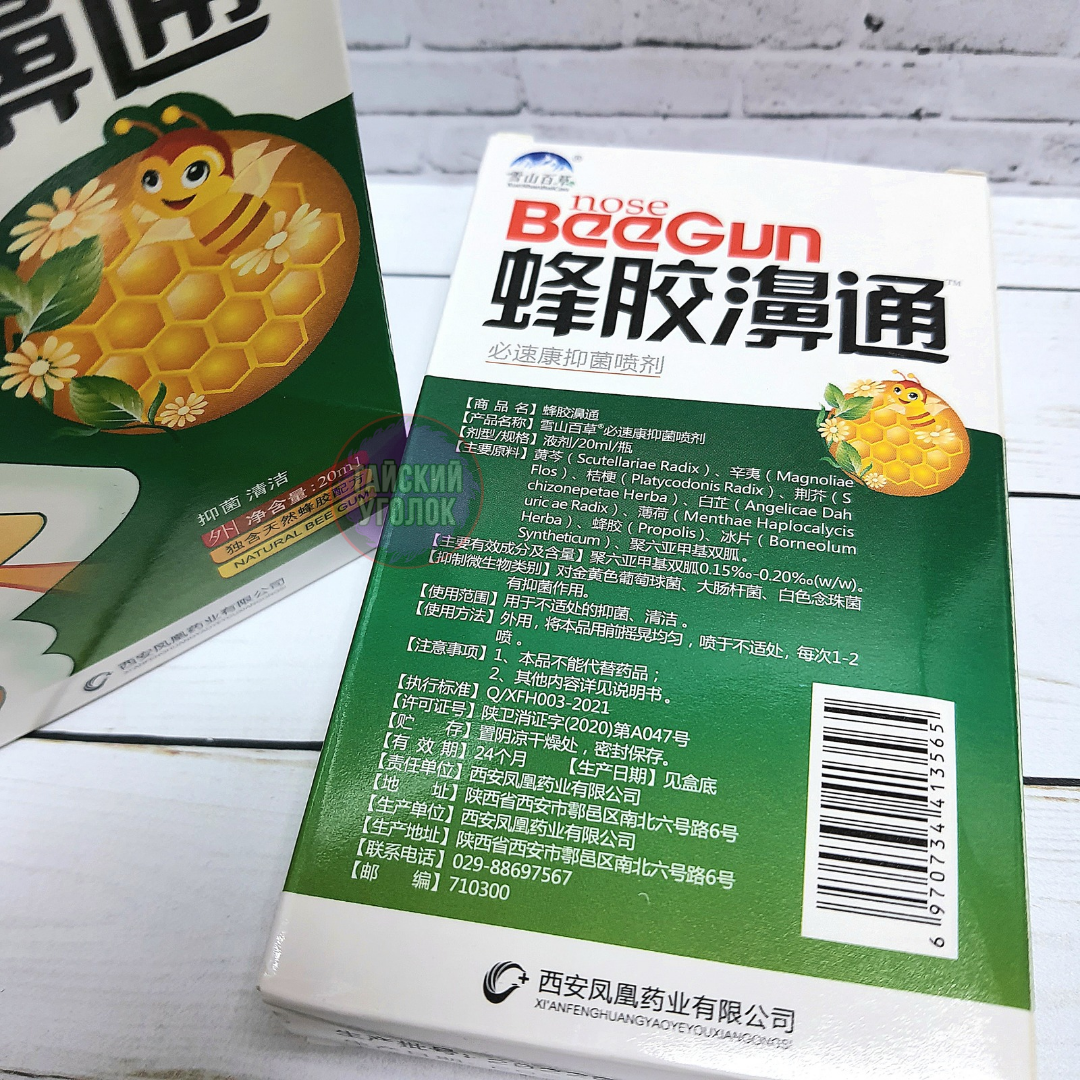 鼻通
抑菌 清洁
外 净含量:20ml
独含天然蜂胶配方
NATURAL BEE GUM
西安凤凰药业有限公司
ТАЙСКИЙ
УГОЛОК
雪山百草®
nose
BeeGun
蜂胶濞通™
必速康抑菌喷剂
【商 品 名】蜂胶濞通
【产品名称】雪山百草®必速康抑菌喷剂
【剂型/规格】液剂/20ml/瓶
【主要原料】黄芩（Scutellariae Radix）、辛夷（Magnoliae
Flos）、桔梗（Platycodonis Radix）、荆芥（S
chizonepetae Herba）、白芷（Angelicae Dah
uricae Radix）、薄荷（Menthae Haplocalycis
Herba）、蜂胶（Propolis）、冰片（Borneolum
Syntheticum）、聚六亚甲基双胍。
【主要有效成分及含量】聚六亚甲基双胍0.15‰-0.20‰(w/w)。
【抑制微生物类别】对金黄色葡萄球菌、大肠杆菌、白色念珠菌
有抑菌作用。
【使用范围】用于不适处的抑菌、清洁 。
【使用方法】外用，将本品用前摇晃均匀，喷于不适处，每次1-2
喷 。
【注意事项】1、本品不能代替药品；
2、其他内容详见说明书。
【执行标准】Q/XFH003-2021
【许可证号】陕卫消证字(2020)第A047号
【贮 存】置阴凉干燥处，密封保存。
【有 效 期】24个月 【生产日期】见盒底
【责任单位】西安凤凰药业有限公司
【地 址】陕西省西安市鄠邑区南北六号路6号
【生产单位】西安凤凰药业有限公司
【生产地址】陕西省西安市鄠邑区南北六号路6号
【联系电话】029-88697567
【邮 编】710300
6 970734 413565
西安凤凰药业有限公司
XI'ANFENGHUANGYAOYEYOUXIANGONGSI